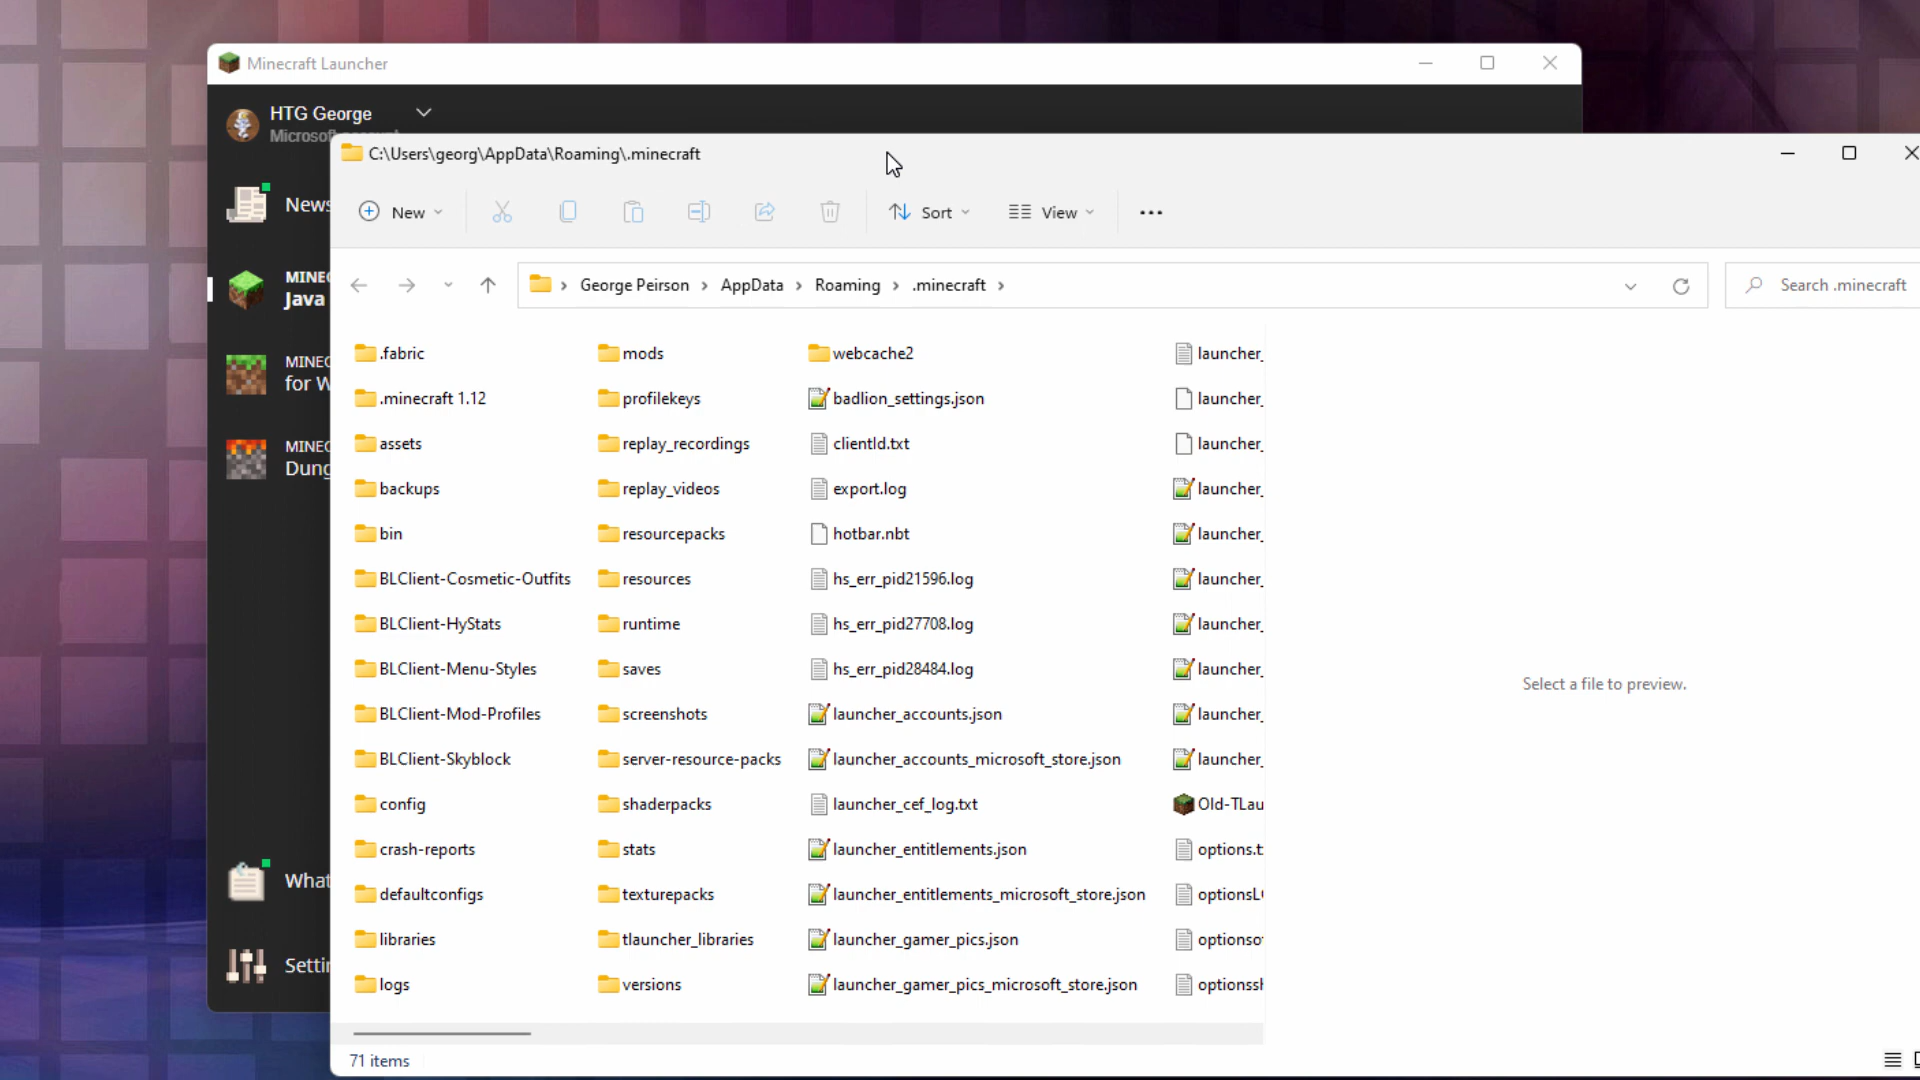 Minecraft Launcher
HTG George
C:\Users\georg\AppData\Roaming\.minecraft
News
New
Sort
View
Java
George Peirson
AppData
Roaming
.minecraft
Search .minecraft
.fabric
mods
webcache2
launcher_
.minecraft 1.12
profilekeys
badlion_settings.json
launcher_
for W
assets
replay_recordings
clientId.txt
launcher_
backups
replay_videos
export.log
launcher_
bin
resourcepacks
hotbar.nbt
launcher_
BLClient-Cosmetic-Outfits
resources
hs_err_pid21596.log
launcher_
BLClient-HyStats
runtime
hs_err_pid27708.log
launcher_
BLClient-Menu-Styles
saves
hs_err_pid28484.log
launcher_
Select a file to preview.
BLClient-Mod-Profiles
screenshots
launcher_accounts.json
launcher_
BLClient-Skyblock
server-resource-packs
launcher_accounts_microsoft_store.json
launcher_
config
shaderpacks
launcher_cef_log.txt
Old-TLau
crash-reports
stats
launcher_entitlements.json
options.t
What
defaultconfigs
texturepacks
launcher_entitlements_microsoft_store.json
optionsL
libraries
tlauncher_libraries
launcher_gamer_pics.json
optionso
Settin
logs
versions
launcher_gamer_pics_microsoft_store.json
optionss
71 items